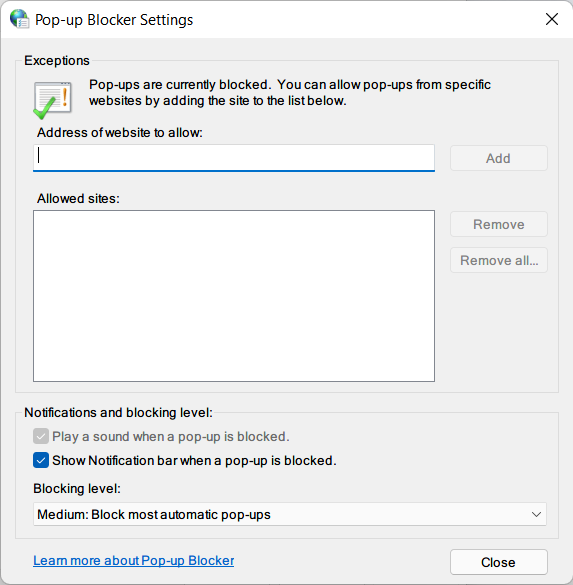 Pop-up Blocker Settings
Exceptions
Pop-ups are currently blocked.  You can allow pop-ups from specific
websites by adding the site to the list below.
Address of website to allow:
Add
Allowed sites:
Remove
Remove all...
Notifications and blocking level:
Play a sound when a pop-up is blocked.
Show Notification bar when a pop-up is blocked.
Blocking level:
Medium: Block most automatic pop-ups
Learn more about Pop-up Blocker
Close